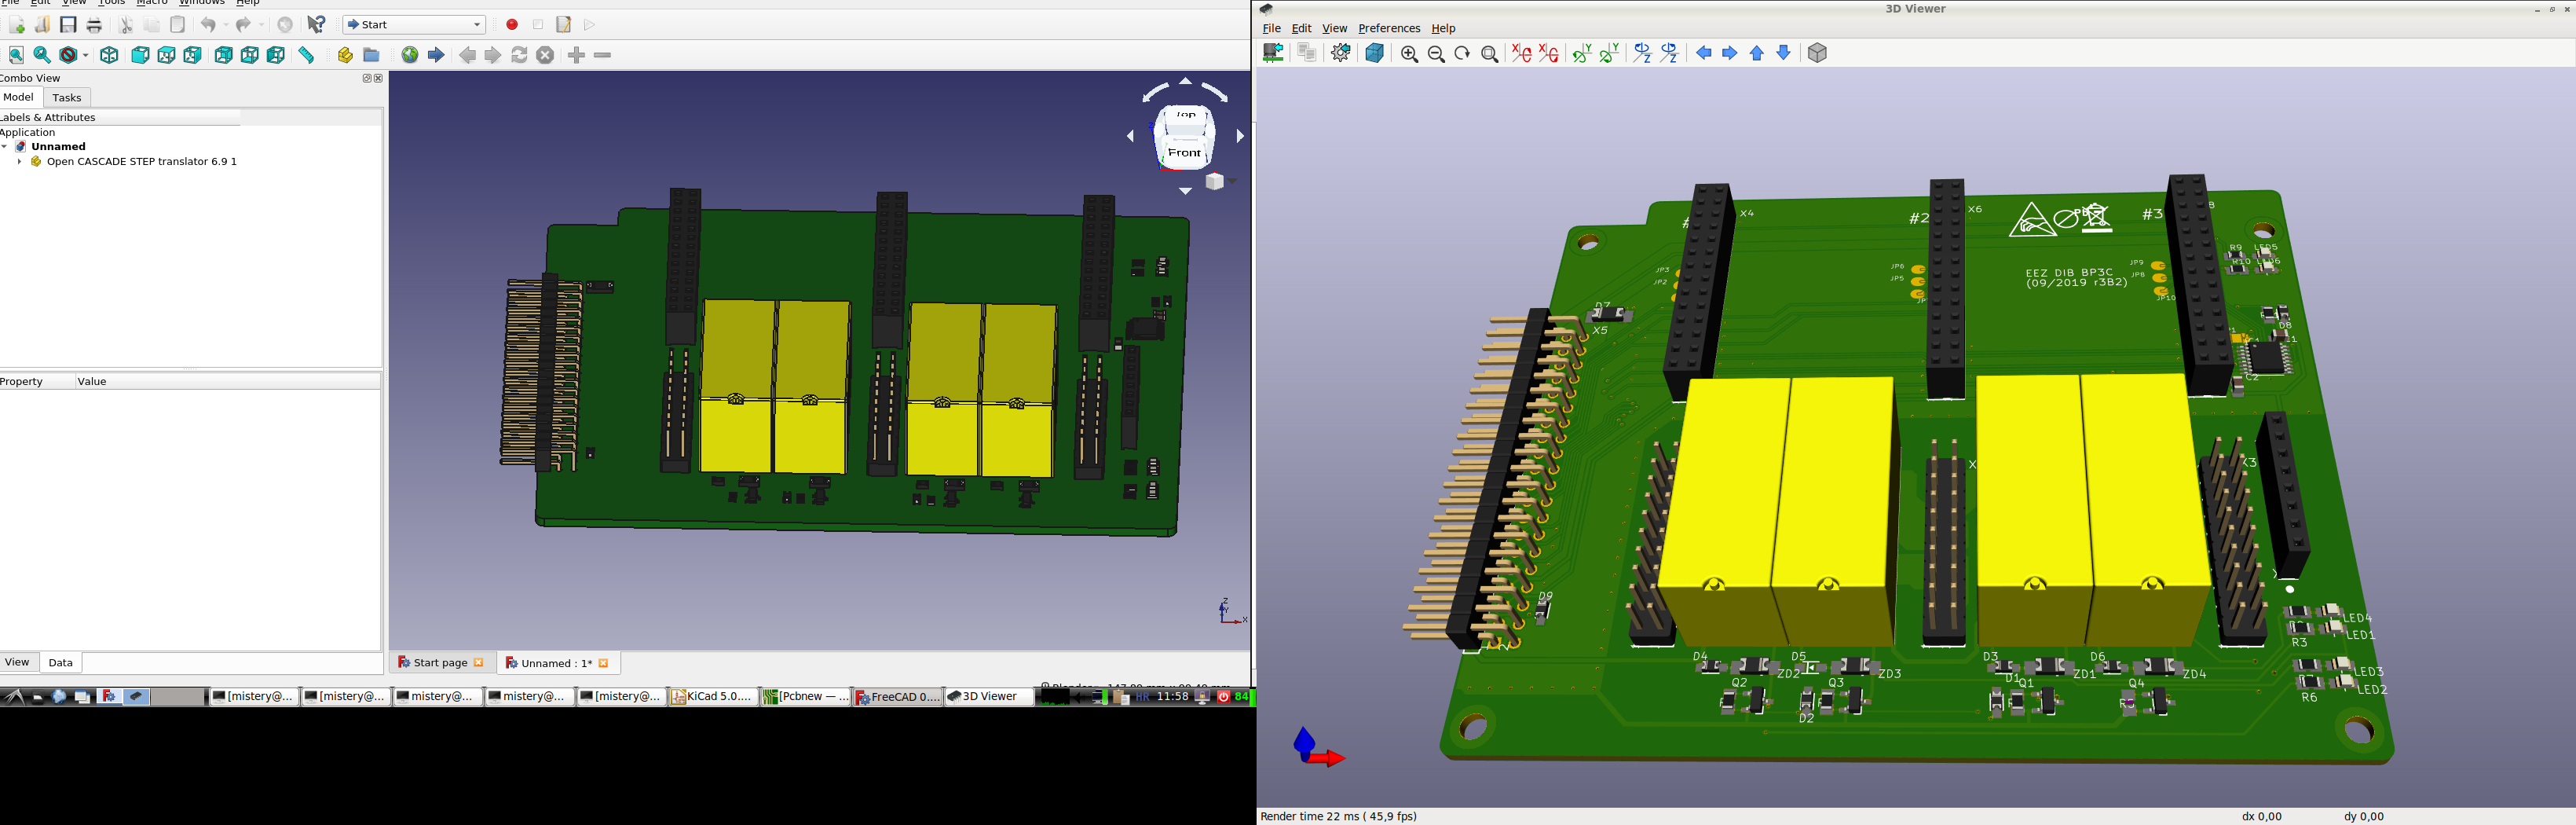 File Edit View Tools Macro Windows Help
Start
Combo View
Model Tasks
Labels & Attributes
Application
Unnamed
Open CASCADE STEP translator 6.9 1
Property Value
View Data
Top
Front
Z
Y
X
Start page Unnamed : 1*
[mistery@... [mistery@... mistery@... mistery@... [mistery@... KiCad 5.0.... [Pcbnew —... FreeCAD 0.... 3D Viewer HR 11:58 84
3D Viewer
File Edit View Preferences Help
X4 #2 X6 #3
R9 LED5
R10
JP3 JP6 JP9
JP2 JP5 JP8
JP10
EEZ DIB BP3C
(09/2019 r3B2)
D7
X5
D8
C2
D9
LED4
LED1
R3
D4 D5 D3 D6
ZD2 ZD3 ZD1 ZD4
LED3
LED2
Q2 Q3 D1 Q1 Q4
R6
D2
R5
Render time 22 ms ( 45,9 fps) dx 0,00 dy 0,00